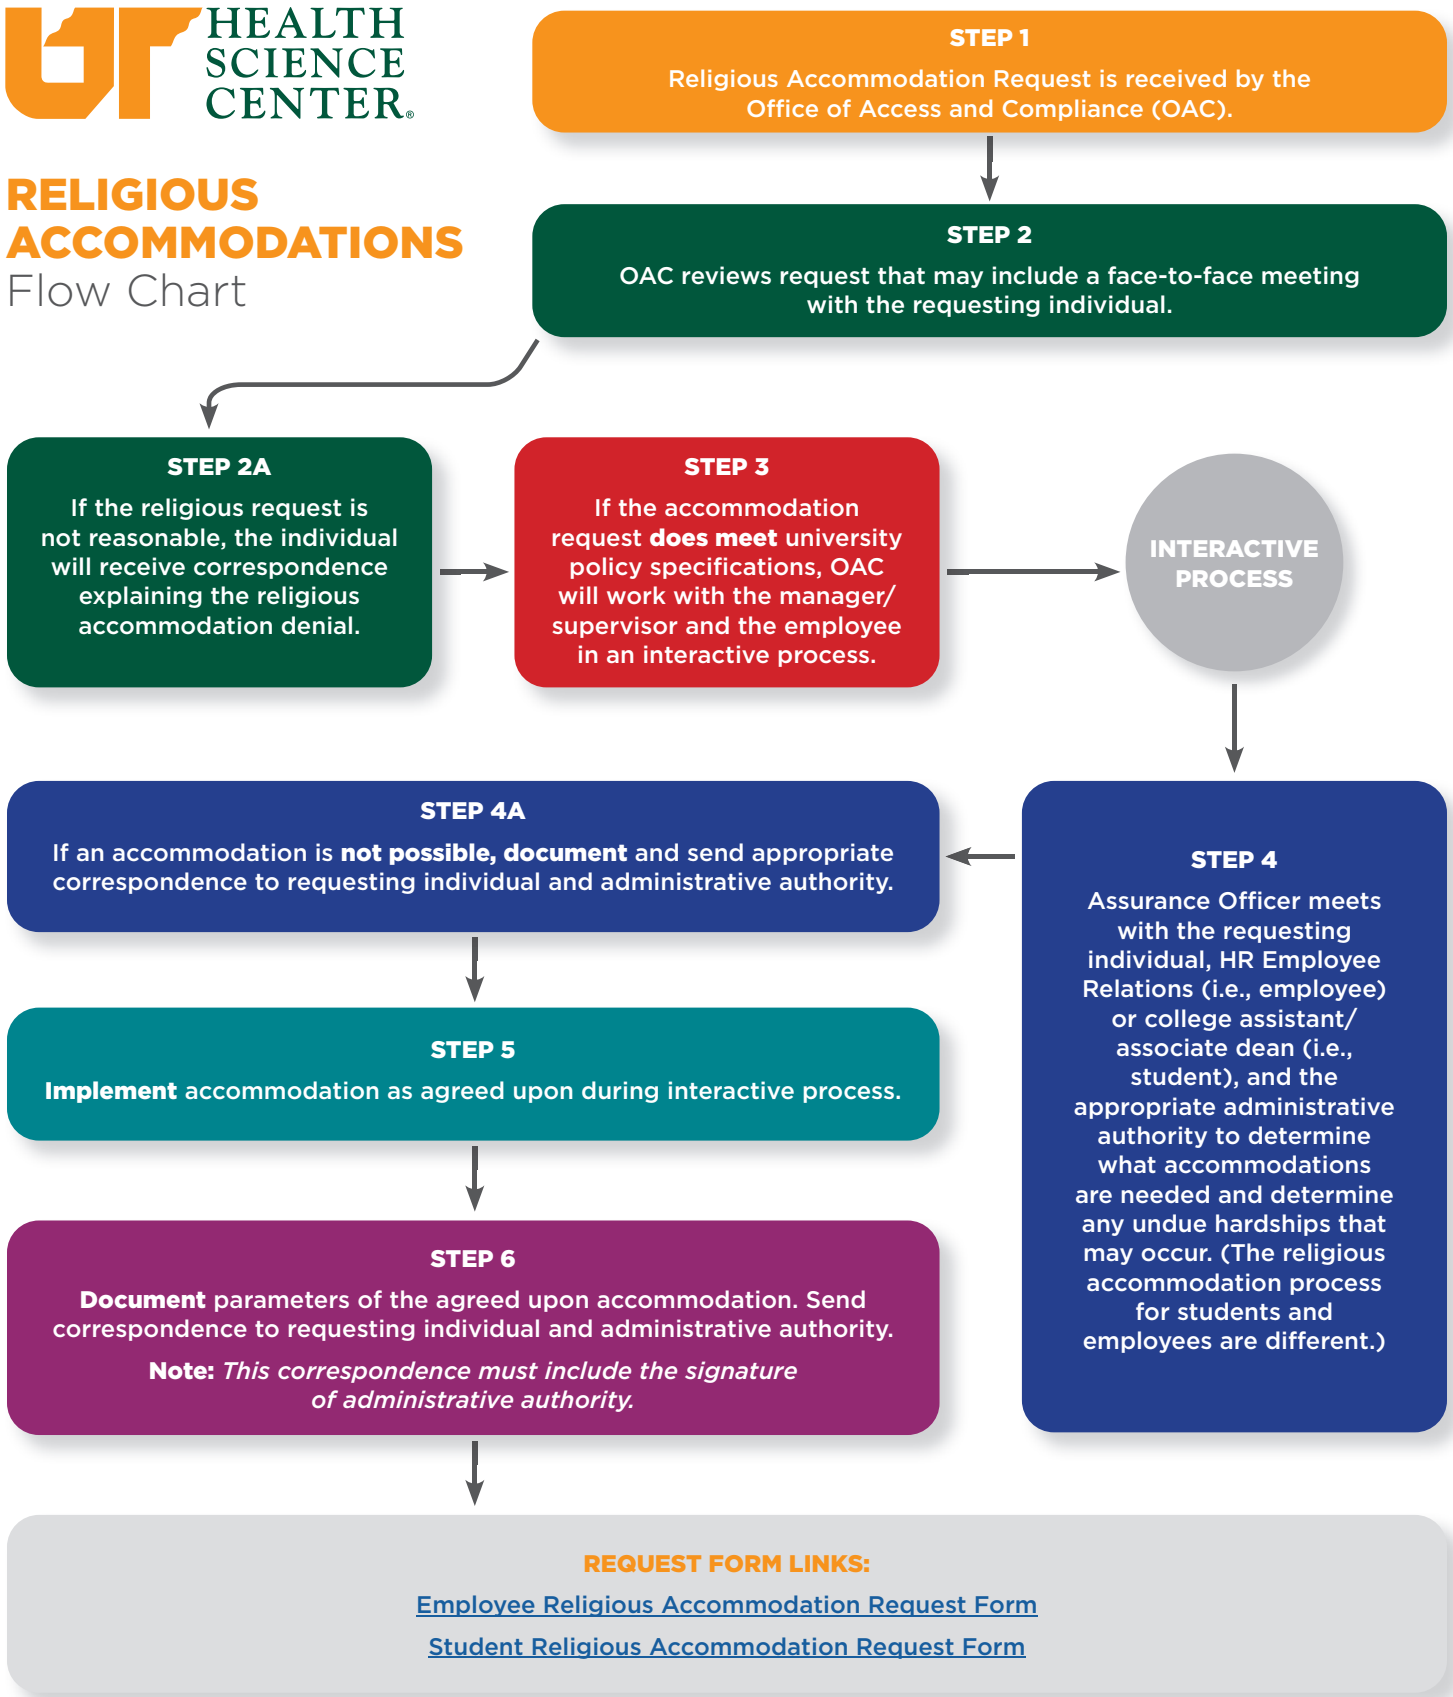 UT HEALTH
SCIENCE
CENTER®
RELIGIOUS
ACCOMMODATIONS
Flow Chart
STEP 1
Religious Accommodation Request is received by the
Office of Access and Compliance (OAC).
STEP 2
OAC reviews request that may include a face-to-face meeting
with the requesting individual.
STEP 2A
If the religious request is
not reasonable, the individual
will receive correspondence
explaining the religious
accommodation denial.
STEP 3
If the accommodation
request does meet university
policy specifications, OAC
will work with the manager/
supervisor and the employee
in an interactive process.
INTERACTIVE
PROCESS
STEP 4
Assurance Officer meets
with the requesting
individual, HR Employee
Relations (i.e., employee)
or college assistant/
associate dean (i.e.,
student), and the
appropriate administrative
authority to determine
what accommodations
are needed and determine
any undue hardships that
may occur. (The religious
accommodation process
for students and
employees are different.)
STEP 4A
If an accommodation is not possible, document and send appropriate
correspondence to requesting individual and administrative authority.
STEP 5
Implement accommodation as agreed upon during interactive process.
STEP 6
Document parameters of the agreed upon accommodation. Send
correspondence to requesting individual and administrative authority.
Note: This correspondence must include the signature
of administrative authority.
REQUEST FORM LINKS:
Employee Religious Accommodation Request Form
Student Religious Accommodation Request Form